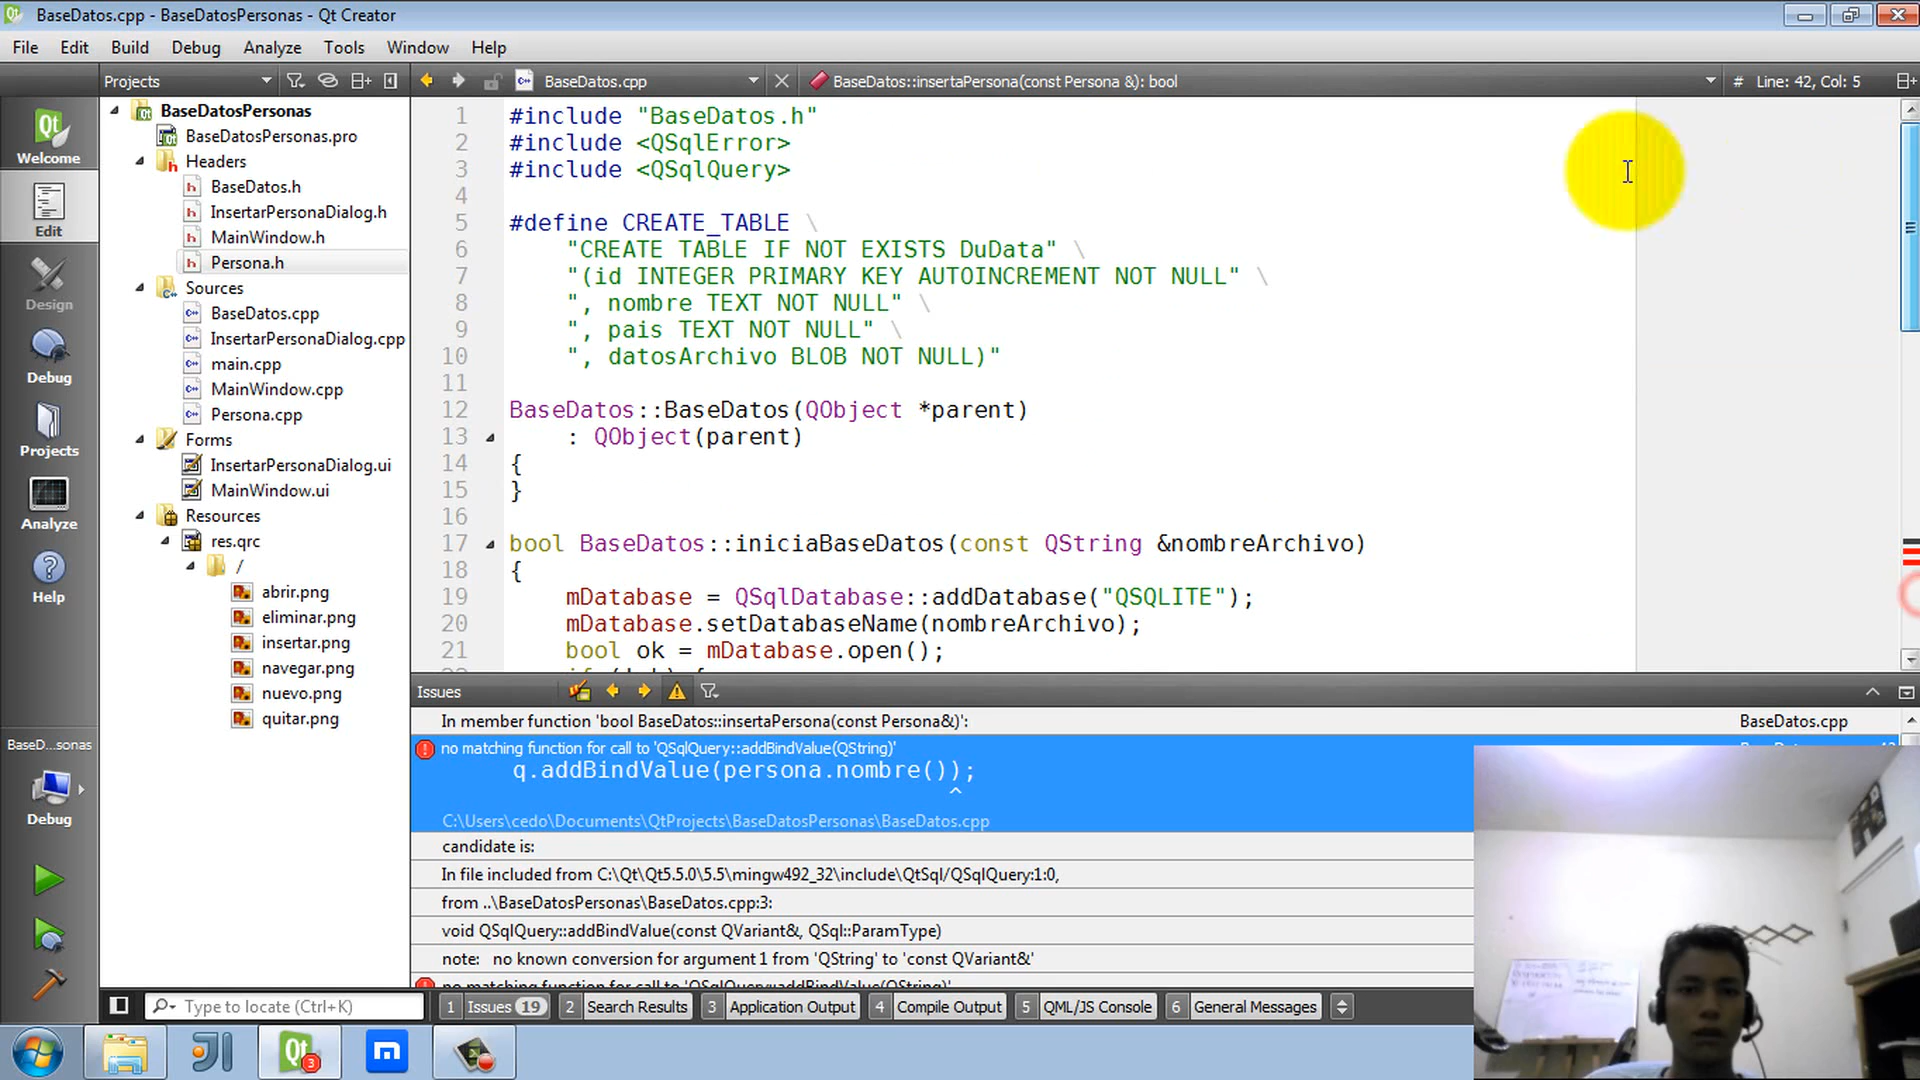 BaseDatos.cpp - BaseDatosPersonas - Qt Creator
File Edit Build Debug Analyze Tools Window Help
Projects
BaseDatos.cpp
BaseDatos::insertaPersona(const Persona &): bool
# Line: 42, Col: 5
Welcome
Edit
Design
Debug
Projects
Analyze
Help
BaseD...sonas
Debug
BaseDatosPersonas
BaseDatosPersonas.pro
Headers
BaseDatos.h
InsertarPersonaDialog.h
MainWindow.h
Persona.h
Sources
BaseDatos.cpp
InsertarPersonaDialog.cpp
main.cpp
MainWindow.cpp
Persona.cpp
Forms
InsertarPersonaDialog.ui
MainWindow.ui
Resources
res.qrc
/
abrir.png
eliminar.png
insertar.png
navegar.png
nuevo.png
quitar.png
1 #include "BaseDatos.h"
2 #include <QSqlError>
3 #include <QSqlQuery>
4
5 #define CREATE_TABLE \
6 "CREATE TABLE IF NOT EXISTS DuData" \
7 "(id INTEGER PRIMARY KEY AUTOINCREMENT NOT NULL" \
8 ", nombre TEXT NOT NULL" \
9 ", pais TEXT NOT NULL" \
10 ", datosArchivo BLOB NOT NULL)"
11
12 BaseDatos::BaseDatos(QObject *parent)
13 : QObject(parent)
14 {
15 }
16
17 bool BaseDatos::iniciaBaseDatos(const QString &nombreArchivo)
18 {
19 mDatabase = QSqlDatabase::addDatabase("QSQLITE");
20 mDatabase.setDatabaseName(nombreArchivo);
21 bool ok = mDatabase.open();
Issues
In member function 'bool BaseDatos::insertaPersona(const Persona&)': BaseDatos.cpp
no matching function for call to 'QSqlQuery::addBindValue(QString)'
q.addBindValue(persona.nombre());
^
C:\Users\cedo\Documents\QtProjects\BaseDatosPersonas\BaseDatos.cpp
candidate is:
In file included from C:\Qt\Qt5.5.0\5.5\mingw492_32\include\QtSql/QSqlQuery:1:0,
from ..\BaseDatosPersonas\BaseDatos.cpp:3:
void QSqlQuery::addBindValue(const QVariant&, QSql::ParamType)
note: no known conversion for argument 1 from 'QString' to 'const QVariant&'
no matching function for call to 'QSqlQuery::addBindValue(QString)'
Type to locate (Ctrl+K)
1 Issues 19 2 Search Results 3 Application Output 4 Compile Output 5 QML/JS Console 6 General Messages